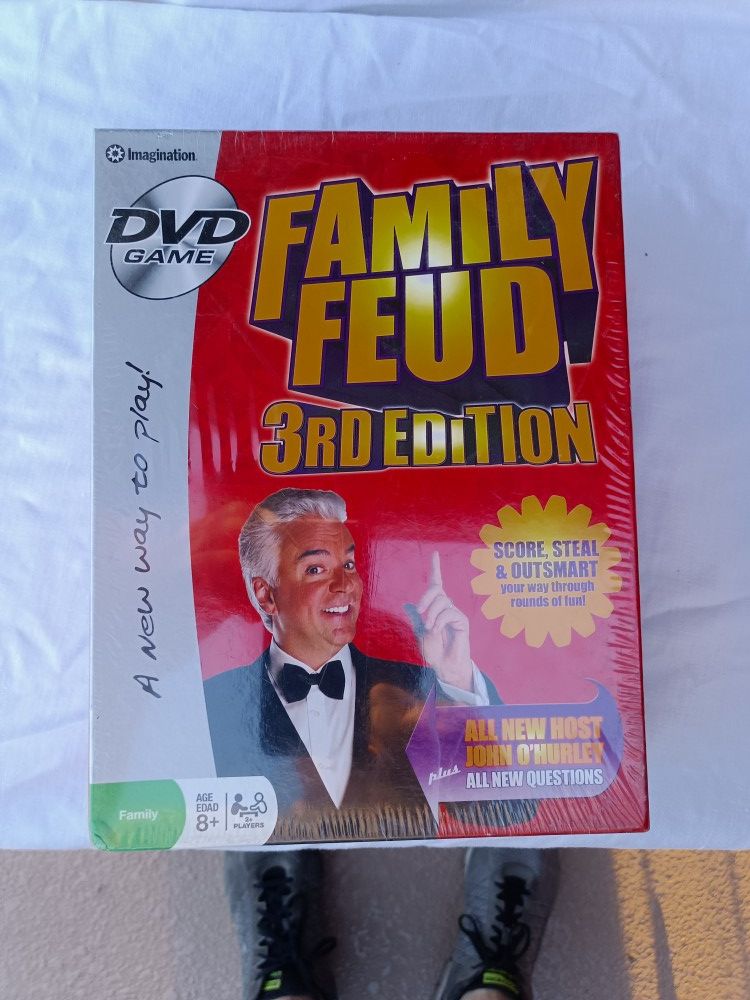 Imagination
DVD
GAME
FAMILY
FEUD
3RD EDITION
A New way to play!
SCORE, STEAL
& OUTSMART
your way through
rounds of fun!
ALL NEW HOST
JOHN O'HURLEY
plus
ALL NEW QUESTIONS
Family
AGE
EDAD
8+
2+
PLAYERS